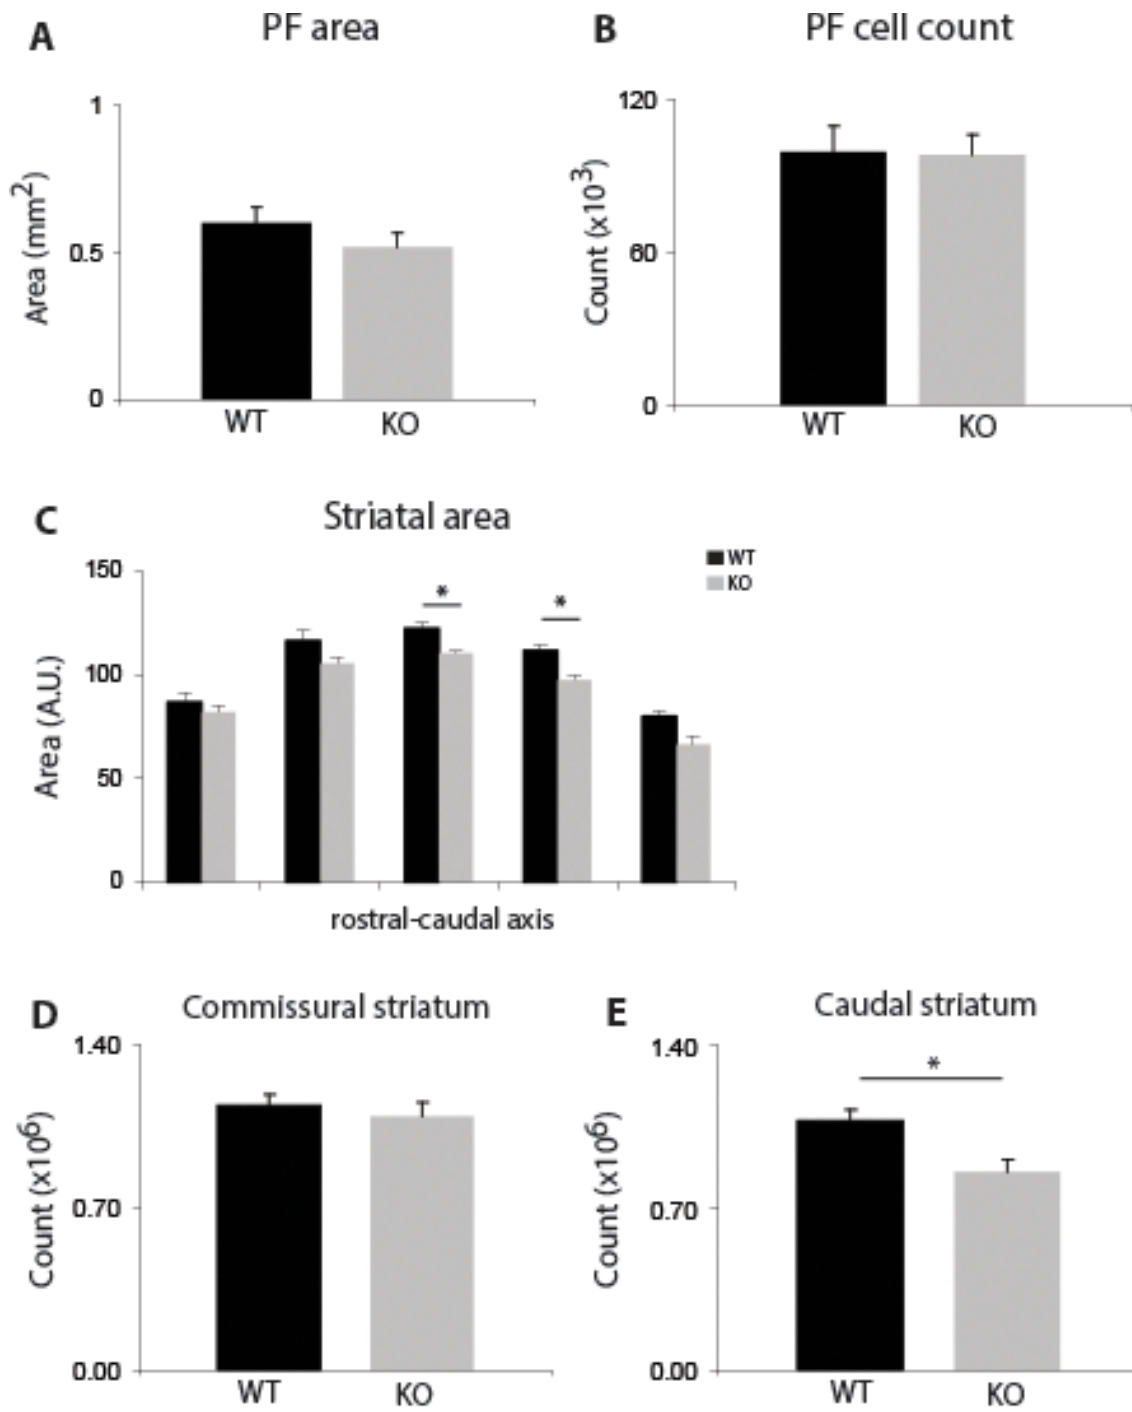 A
PF area
1
0.5
0
Area (mm²)
WT
KO
B
PF cell count
120
60
0
Count (x10³)
WT
KO
C
Striatal area
WT
KO
150
100
50
0
Area (A.U.)
*
*
rostral-caudal axis
D
Commissural striatum
1.40
0.70
0.00
Count (x10⁶)
WT
KO
E
Caudal striatum
1.40
0.70
0.00
Count (x10⁶)
*
WT
KO